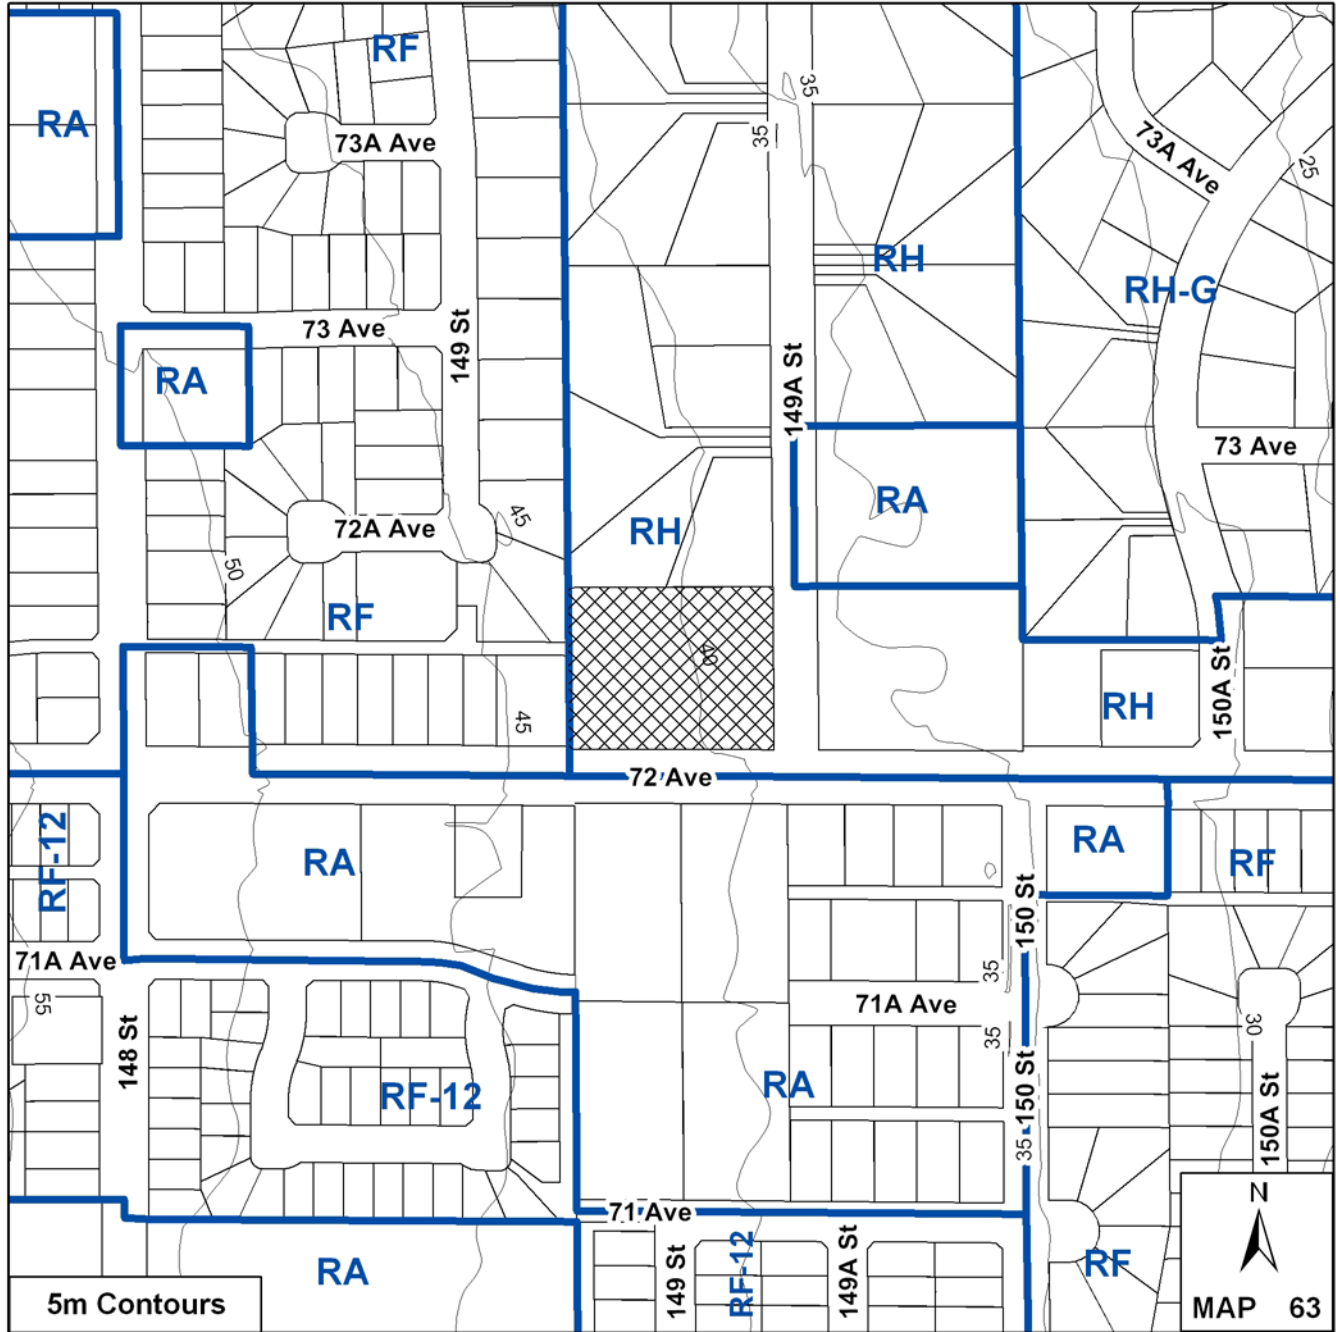 RF
RA
35
73A Ave
35
73A Ave
25
RH
RH-G
73 Ave
149 St
RA
149A St
73 Ave
RA
45
72A Ave
RH
50
RF
40
150A St
RH
45
72 Ave
RF-12
RA
RA
RF
150 St
71A Ave
35
55
71A Ave
30
35
148 St
RF-12
RA
150 St
150A St
35
N
71 Ave
RF-12
149 St
149A St
RF
RA
5m Contours
MAP 63